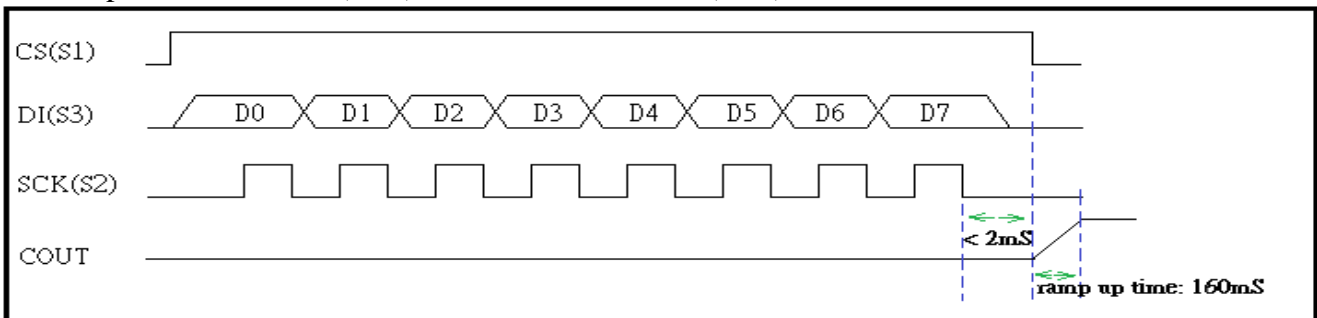 CS(S1)
DI(S3) D0 D1 D2 D3 D4 D5 D6 D7
SCK(S2)
< 2mS
COUT
ramp up time: 160mS